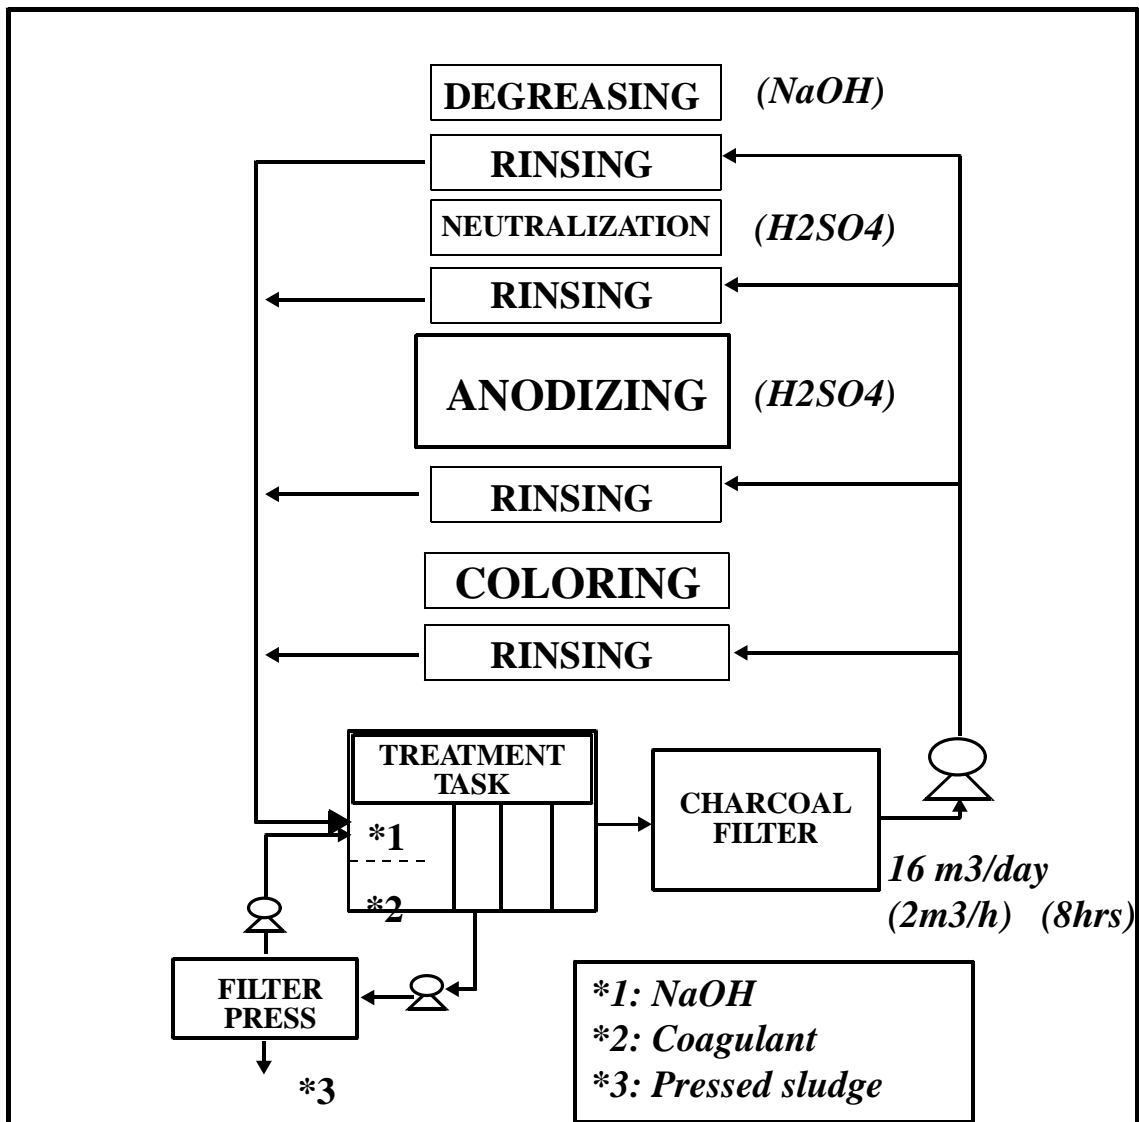 DEGREASING (NaOH)
RINSING
NEUTRALIZATION (H2SO4)
RINSING
ANODIZING (H2SO4)
RINSING
COLORING
RINSING
TREATMENT
TASK
*1
*2
CHARCOAL
FILTER
16 m3/day
(2m3/h) (8hrs)
FILTER
PRESS
*3
*1: NaOH
*2: Coagulant
*3: Pressed sludge